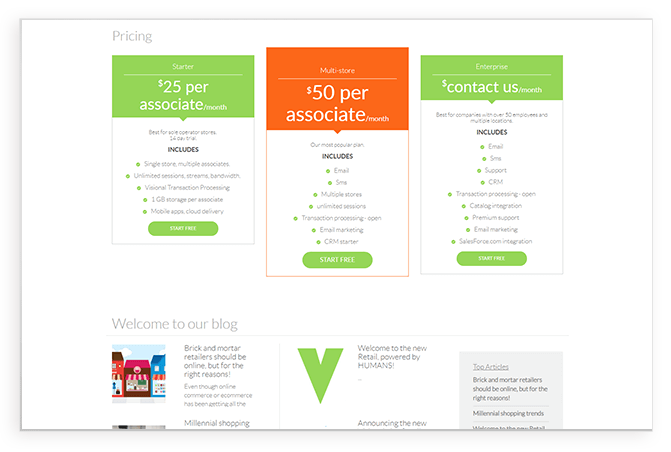 Pricing
Starter
$25 per
associate/month
Best for sole operator stores.
14 day trial.
INCLUDES
Single store, multiple associates.
Unlimited sessions, streams, bandwidth.
Visional Transaction Processing
1 GB storage per associate
Mobile apps, cloud delivery
START FREE
Multi-store
$50 per
associate/month
Our most popular plan.
INCLUDES
Email
Sms
Multiple stores
unlimited sessions
Transaction processing - open
Email marketing
CRM starter
START FREE
Enterprise
$contact us/month
Best for companies with over 50 employees and
multiple locations.
INCLUDES
Email
Sms
Support
CRM
Transaction processing - open
Catalog integration
Premium support
Email marketing
SalesForce.com integration
START FREE
Welcome to our blog
Brick and mortar
retailers should be
online, but for the
right reasons!
Even though online
commerce or ecommerce
has been getting all the
Millennial shopping
Welcome to the new
Retail, powered by
HUMANS!
...
Announcing the new
Top Articles
Brick and mortar retailers
should be online, but for the
right reasons!
Millennial shopping trends
Welcome to the new Retail,